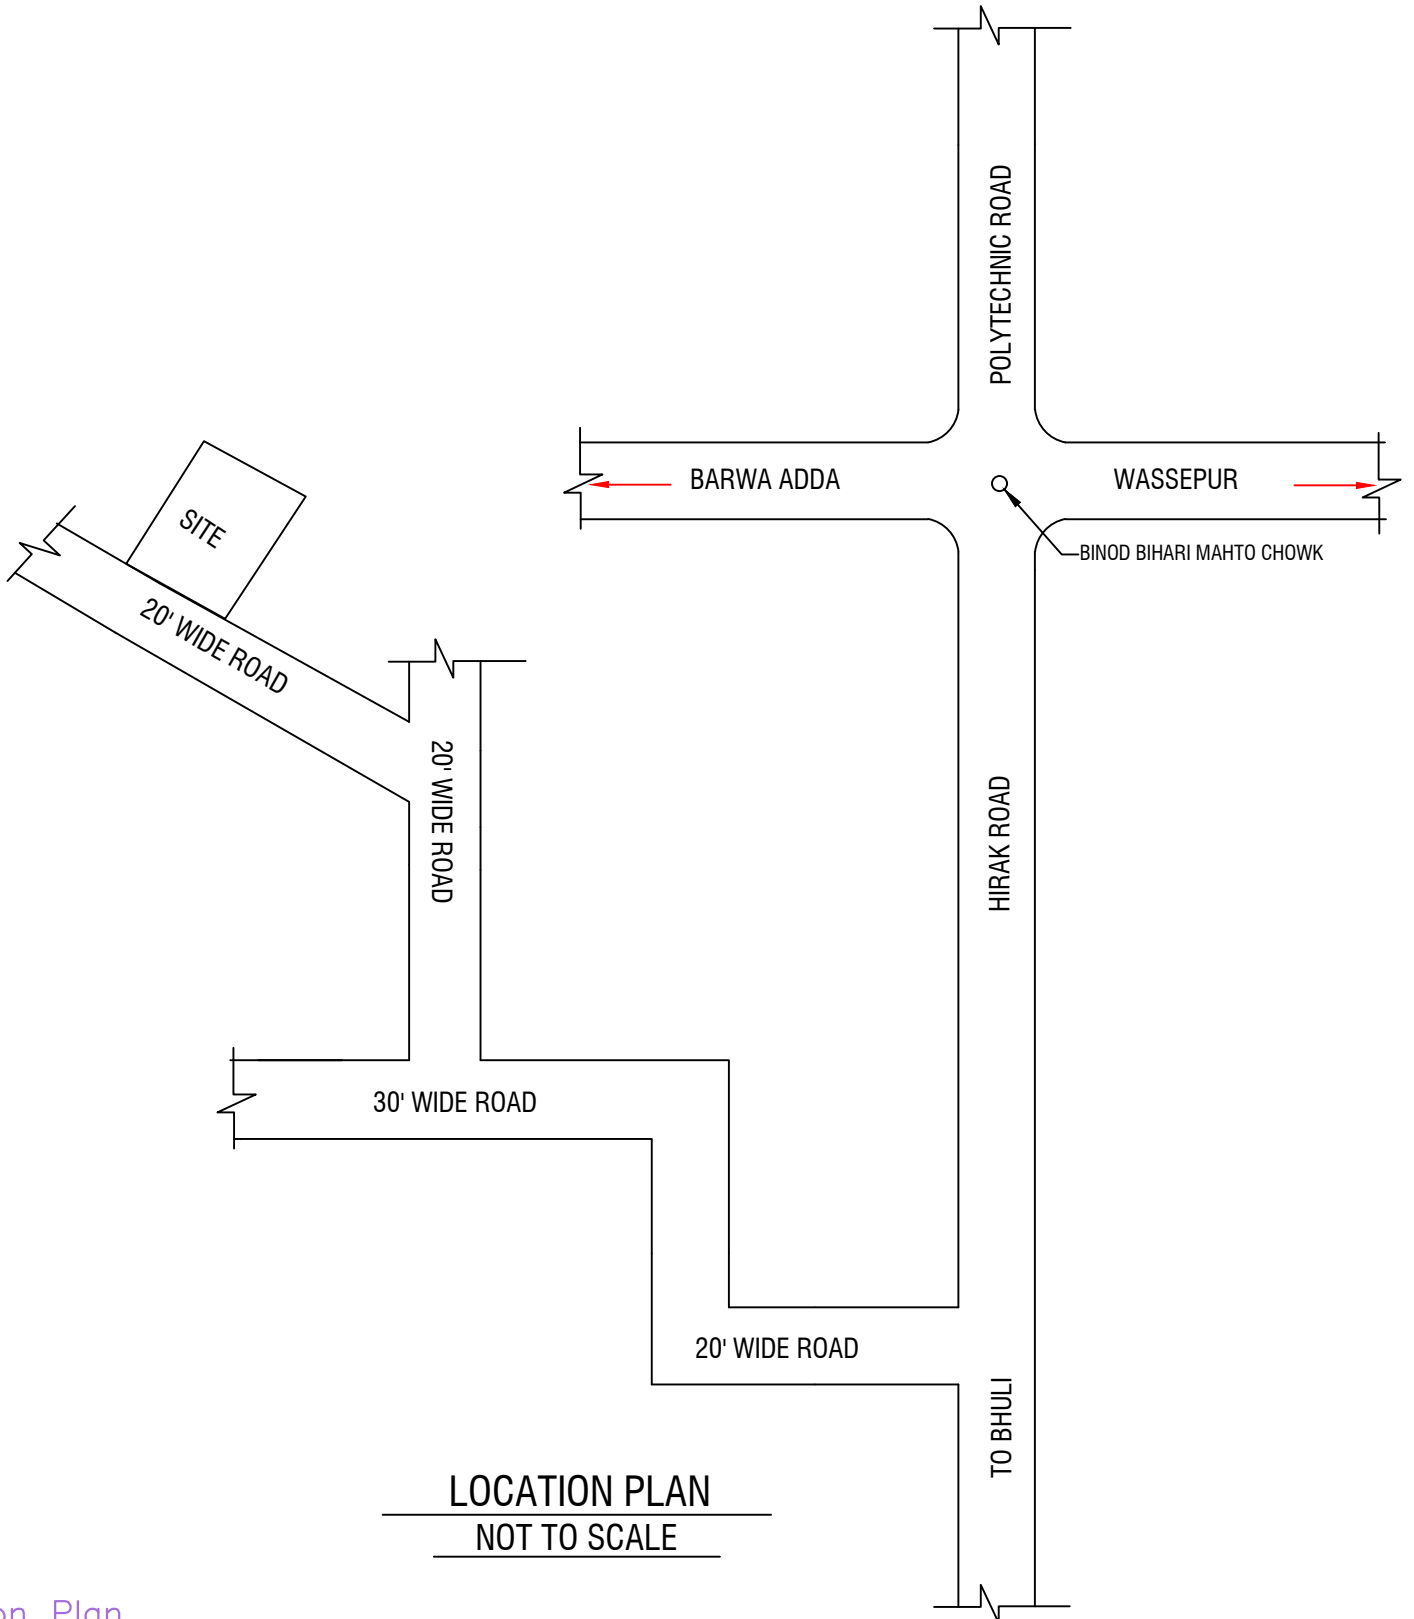 POLYTECHNIC ROAD
BARWA ADDA
WASSEPUR
BINOD BIHARI MAHTO CHOWK
SITE
20' WIDE ROAD
20' WIDE ROAD
HIRAK ROAD
30' WIDE ROAD
20' WIDE ROAD
TO BHULI
LOCATION PLAN
NOT TO SCALE
Plan